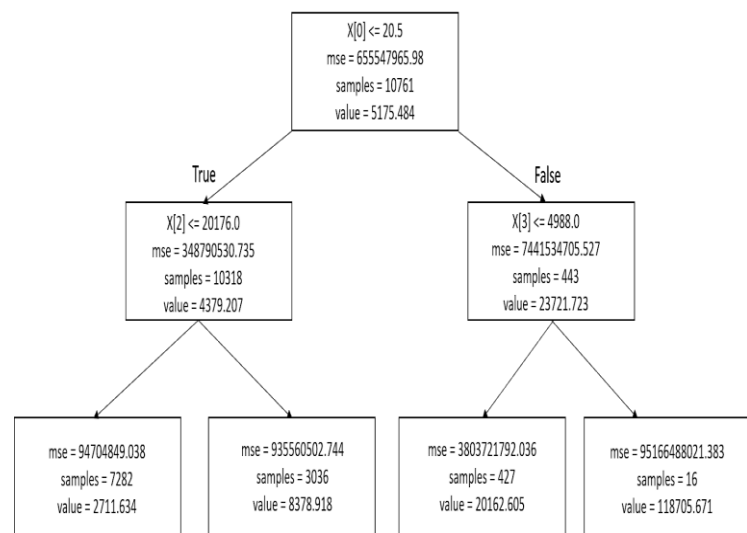 X[0] <= 20.5
mse = 655547965.98
samples = 10761
value = 5175.484
True
False
X[2] <= 20176.0
mse = 348790530.735
samples = 10318
value = 4379.207
X[3] <= 4988.0
mse = 7441534705.527
samples = 443
value = 23721.723
mse = 94704849.038
samples = 7282
value = 2711.634
mse = 935560502.744
samples = 3036
value = 8378.918
mse = 3803721792.036
samples = 427
value = 20162.605
mse = 95166488021.383
samples = 16
value = 118705.671